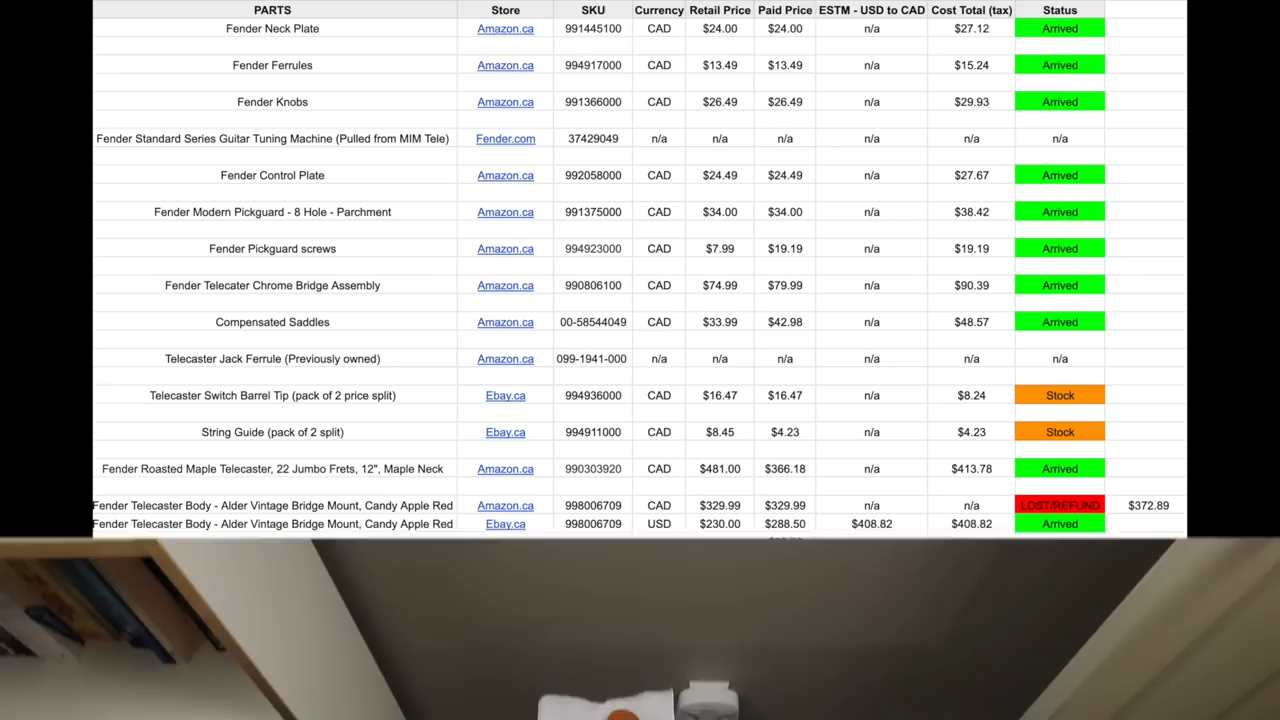 PARTS Store SKU Currency Retail Price Paid Price ESTM - USD to CAD Cost Total (tax) Status
Fender Neck Plate Amazon.ca 991445100 CAD $24.00 $24.00 n/a $27.12 Arrived
Fender Ferrules Amazon.ca 994917000 CAD $13.49 $13.49 n/a $15.24 Arrived
Fender Knobs Amazon.ca 991366000 CAD $26.49 $26.49 n/a $29.93 Arrived
Fender Standard Series Guitar Tuning Machine (Pulled from MIM Tele) Fender.com 37429049 n/a n/a n/a n/a n/a n/a
Fender Control Plate Amazon.ca 992058000 CAD $24.49 $24.49 n/a $27.67 Arrived
Fender Modern Pickguard - 8 Hole - Parchment Amazon.ca 991375000 CAD $34.00 $34.00 n/a $38.42 Arrived
Fender Pickguard screws Amazon.ca 994923000 CAD $7.99 $19.19 n/a $19.19 Arrived
Fender Telecater Chrome Bridge Assembly Amazon.ca 990806100 CAD $74.99 $79.99 n/a $90.39 Arrived
Compensated Saddles Amazon.ca 00-58544049 CAD $33.99 $42.98 n/a $48.57 Arrived
Telecaster Jack Ferrule (Previously owned) Amazon.ca 099-1941-000 n/a n/a n/a n/a n/a n/a
Telecaster Switch Barrel Tip (pack of 2 price split) Ebay.ca 994936000 CAD $16.47 $16.47 n/a $8.24 Stock
String Guide (pack of 2 split) Ebay.ca 994911000 CAD $8.45 $4.23 n/a $4.23 Stock
Fender Roasted Maple Telecaster, 22 Jumbo Frets, 12", Maple Neck Amazon.ca 990303920 CAD $481.00 $366.18 n/a $413.78 Arrived
Fender Telecaster Body - Alder Vintage Bridge Mount, Candy Apple Red Amazon.ca 998006709 CAD $329.99 $329.99 n/a n/a LOST/REFUND $372.89
Fender Telecaster Body - Alder Vintage Bridge Mount, Candy Apple Red Ebay.ca 998006709 USD $230.00 $288.50 $408.82 $408.82 Arrived